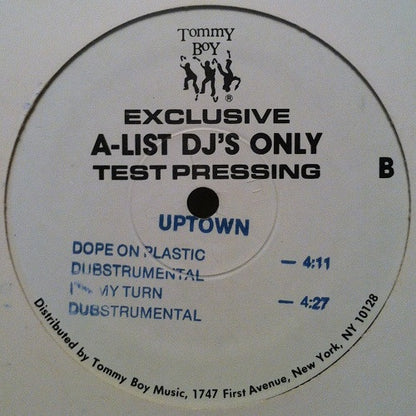 Tommy
Boy
®
EXCLUSIVE
A-LIST DJ'S ONLY
TEST PRESSING
B
UPTOWN
DOPE ON PLASTIC
DUBSTRUMENTAL — 4:11
I'M MY TURN
DUBSTRUMENTAL — 4:27
Distributed by Tommy Boy Music, 1747 First Avenue, New York, NY 10128